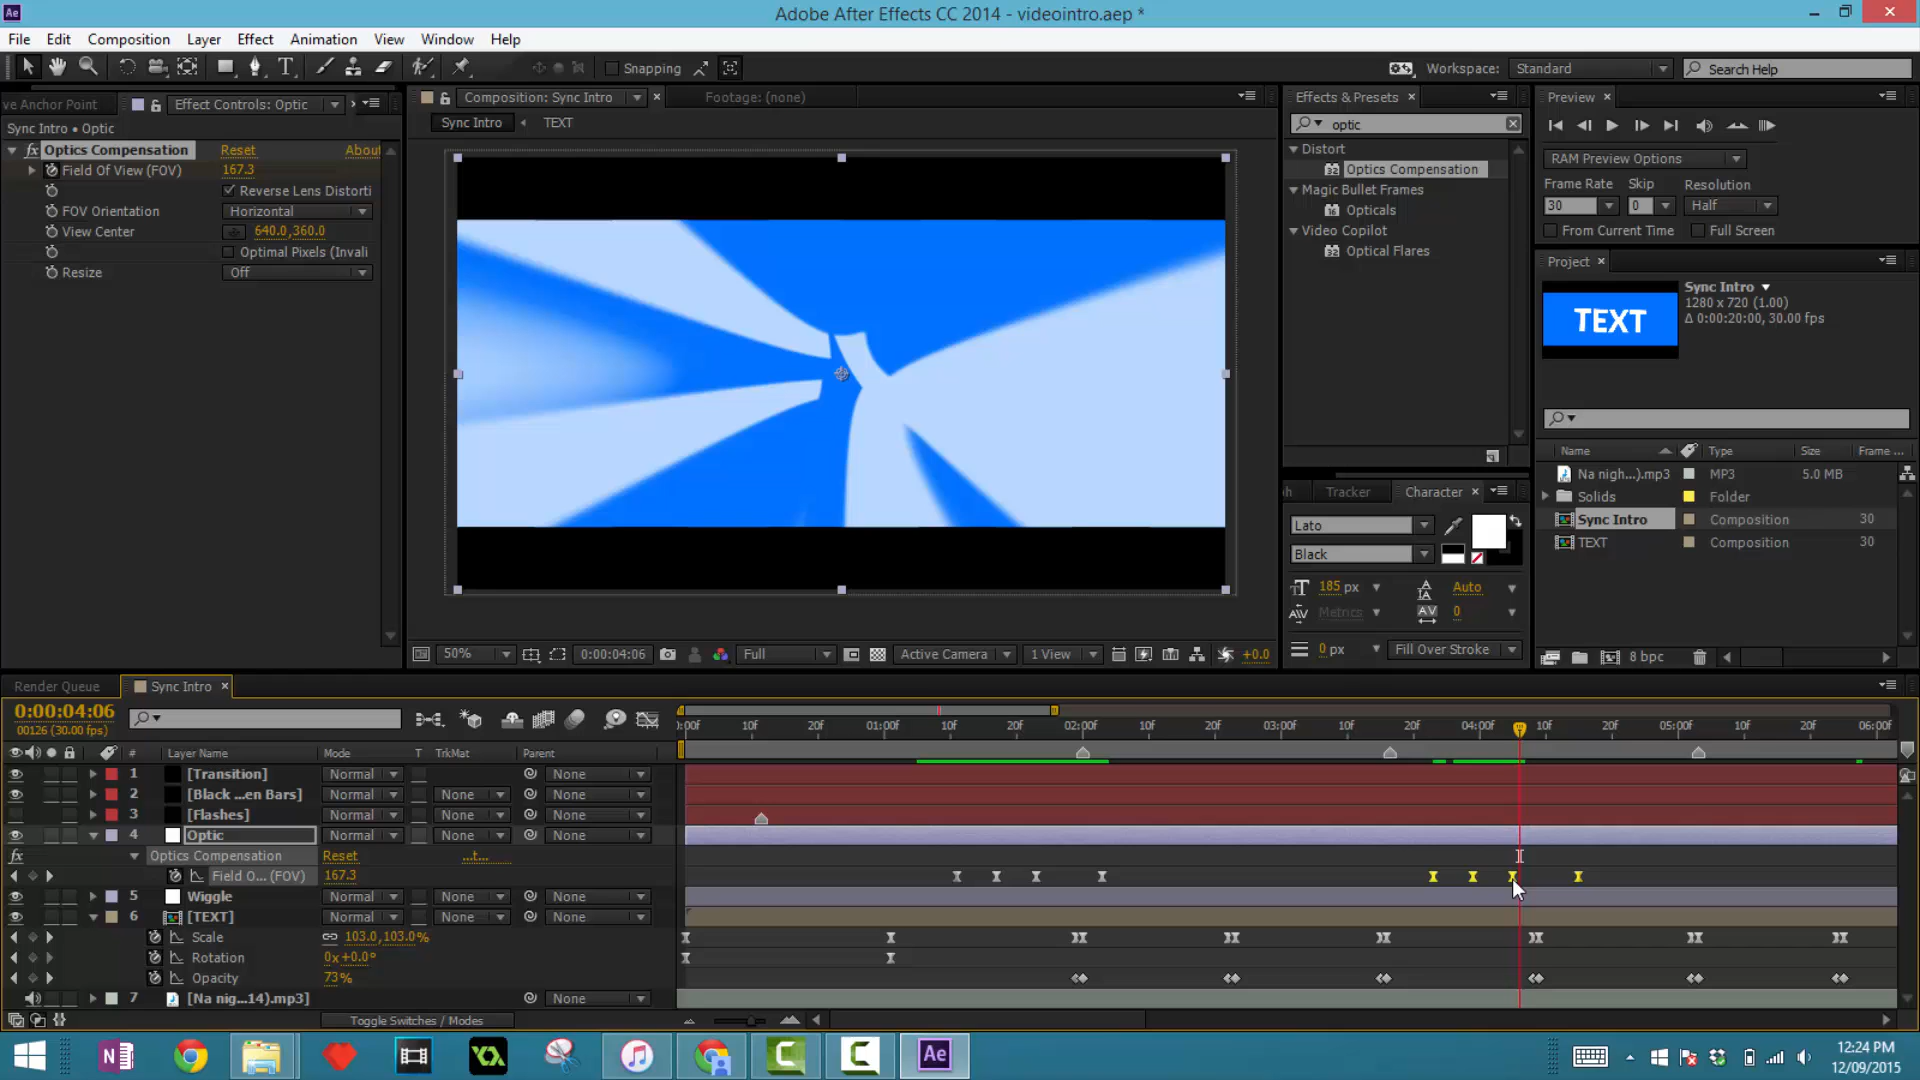 Ae
Adobe After Effects CC 2014 - videointro.aep *
File Edit Composition Layer Effect Animation View Window Help
Snapping
Workspace: Standard
Search Help
ve Anchor Point
Effect Controls: Optic
Composition: Sync Intro
Footage: (none)
Effects & Presets
Preview
Sync Intro • Optic
Sync Intro
TEXT
optic
fx Optics Compensation Reset About
Field Of View (FOV) 167.3
Reverse Lens Distorti
FOV Orientation Horizontal
View Center 640.0,360.0
Optimal Pixels (Invali
Resize Off
Distort
Optics Compensation
Magic Bullet Frames
Opticals
Video Copilot
Optical Flares
RAM Preview Options
Frame Rate Skip Resolution
30 0 Half
From Current Time Full Screen
Project
Sync Intro
1280 x 720 (1.00)
Δ 0:00:20:00, 30.00 fps
TEXT
Name Type Size Frame ...
Na nigh...).mp3 MP3 5.0 MB
Solids Folder
Sync Intro Composition 30
TEXT Composition 30
Tracker Character
Lato
Black
185 px Auto
Metrics 0
0 px Fill Over Stroke
50% 0:00:04:06 Full Active Camera 1 View +0.0
8 bpc
Render Queue Sync Intro
0:00:04:06
00126 (30.00 fps)
:00f 10f 20f 01:00f 10f 20f 02:00f 10f 20f 03:00f 10f 20f 04:00f 10f 20f 05:00f 10f 20f 06:00f
# Layer Name Mode T TrkMat Parent
1 [Transition] Normal None
2 [Black ...en Bars] Normal None None
3 [Flashes] Normal None None
4 Optic Normal None None
fx Optics Compensation Reset ...t...
Field O... (FOV) 167.3
5 Wiggle Normal None None
6 [TEXT] Normal None None
Scale 103.0,103.0%
Rotation 0x+0.0°
Opacity 73%
7 [Na nig...14).mp3] None
Toggle Switches / Modes
12:24 PM
12/09/2015
Ae